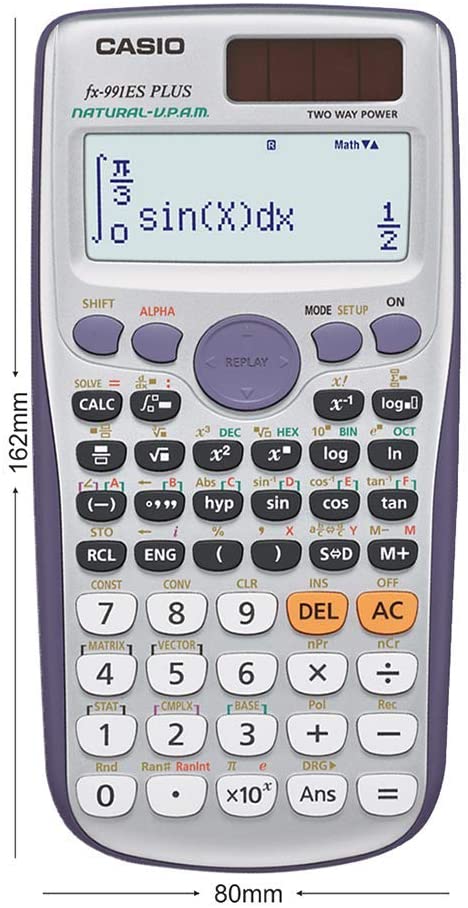 CASIO
fx-991ES PLUS
NATURAL-V.P.A.M.
TWO WAY POWER
R Math▼▲
∫ π/3 0 sin(X)dx 1/2
SHIFT ALPHA MODE SETUP ON
REPLAY
SOLVE = d/dx■ : x! Σ
CALC ∫□ x⁻¹ log■□
³√■ x³ DEC ■√□ HEX 10■ BIN e■ OCT
√■ x² x■ log ln
∠ A ← B Abs C sin⁻¹ D cos⁻¹ E tan⁻¹ F
(−) °,,, hyp sin cos tan
STO ← i % , X a b/c⇔d/c Y M− M
RCL ENG ( ) S⇔D M+
CONST CONV CLR INS OFF
7 8 9 DEL AC
MATRIX VECTOR nPr nCr
4 5 6 × ÷
STAT CMPLX BASE Pol Rec
1 2 3 + −
Rnd Ran# RanInt π e DRG▶
0 • ×10ˣ Ans =
162mm
80mm